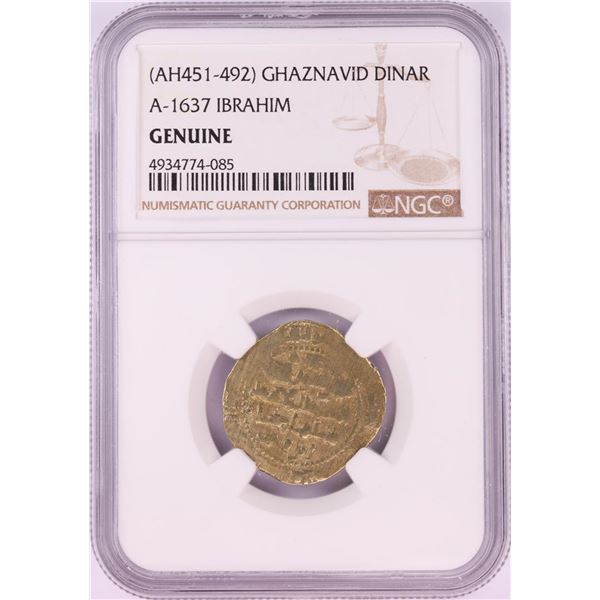 (AH451-492) GHAZNAVID DINAR
A-1637 IBRAHIM
GENUINE
4934774-085
NUMISMATIC GUARANTY CORPORATION NGC®